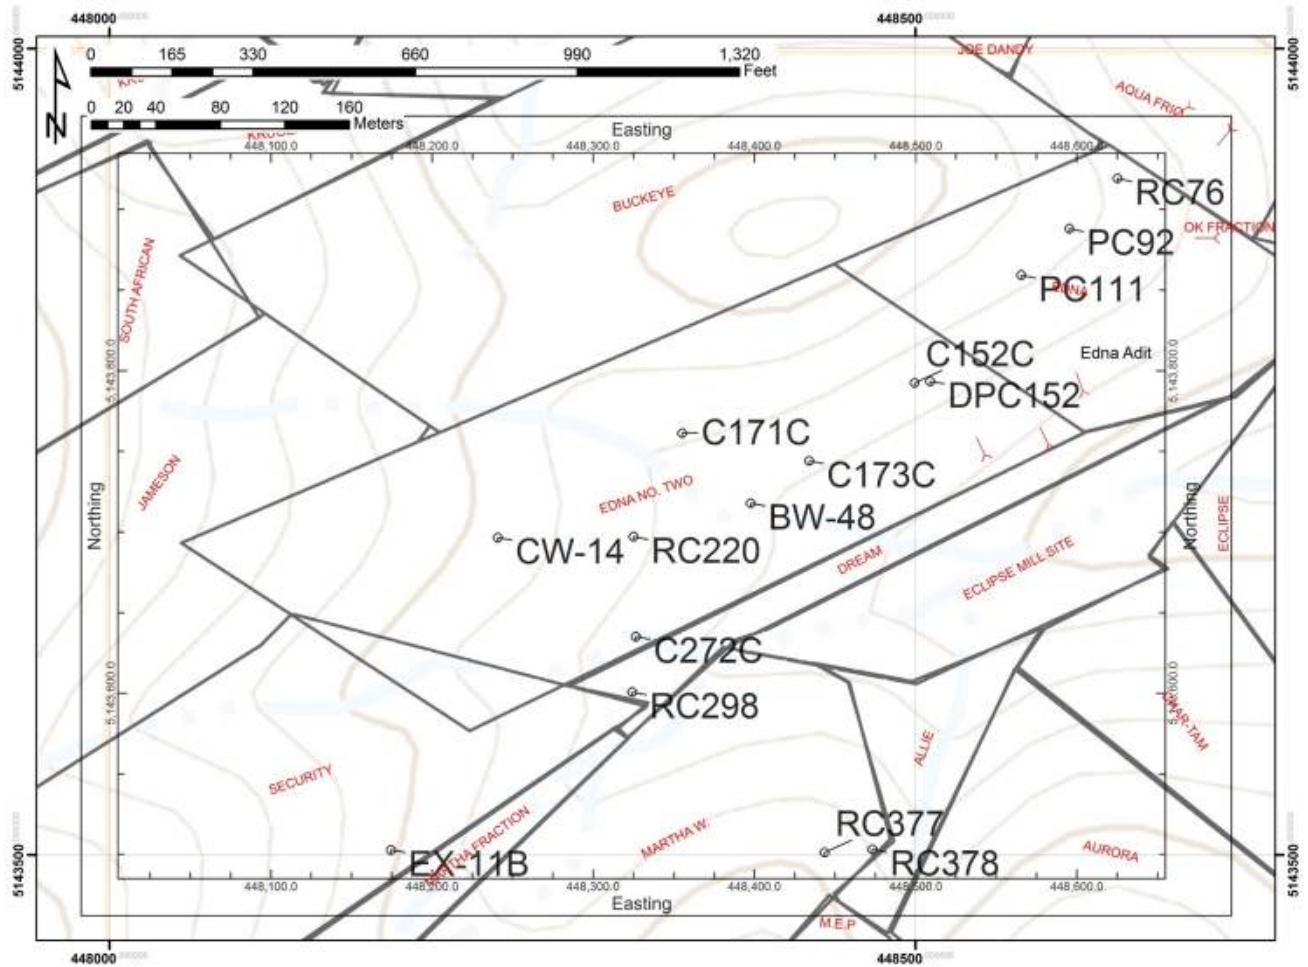 448000
448500
5144000
5144000
0 165 330 660 990 1,320
Feet
0 20 40 80 120 160
Meters
N
JOE DANDY
AQUA FRIO
Easting
448,100.0 448,200.0 448,300.0 448,400.0 448,500.0 448,600.0
RC76
BUCKEYE
OK FRACTION
PC92
PC111
EDNA
SOUTH AFRICAN
5,143,800.0
Edna Adit
5,143,800.0
C152C
DPC152
C171C
C173C
JAMESON
EDNA NO. TWO
BW-48
Northing
Northing
ECLIPSE
CW-14
RC220
DREAM
ECLIPSE MILL SITE
C272C
RC298
ALLIE
SECURITY
RC377
MARTHA W.
EX-11B
RC378
AURORA
5143500
5143500
448,100.0 448,200.0 448,300.0 448,400.0 448,500.0 448,600.0
Easting
M.E.P
448000
448500